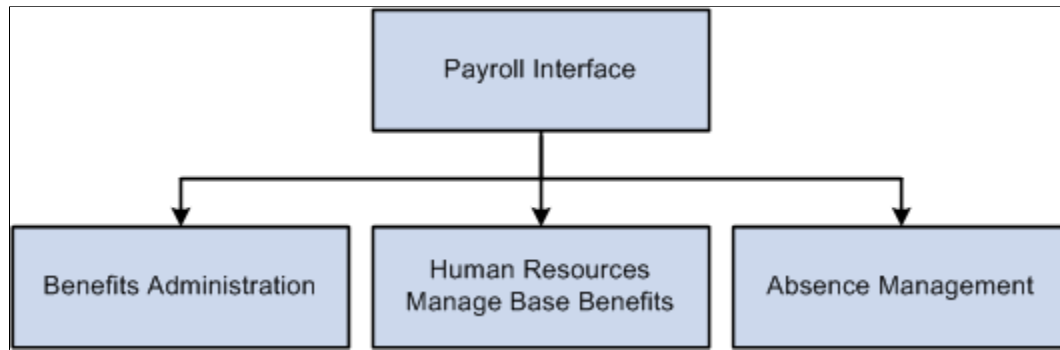 Payroll Interface
Benefits Administration
Human Resources
Manage Base Benefits
Absence Management